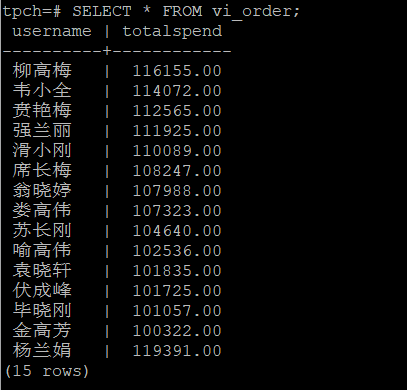 tpch=# SELECT * FROM vi_order;
 username | totalspend
----------+------------
 柳高梅   |  116155.00
 韦小全   |  114072.00
 贲艳梅   |  112565.00
 强兰丽   |  111925.00
 滑小刚   |  110089.00
 席长梅   |  108247.00
 翁晓婷   |  107988.00
 娄高伟   |  107323.00
 苏长刚   |  104640.00
 喻高伟   |  102536.00
 袁晓轩   |  101835.00
 伏成峰   |  101725.00
 毕晓刚   |  101057.00
 金高芳   |  100322.00
 杨兰娟   |  119391.00
(15 rows)